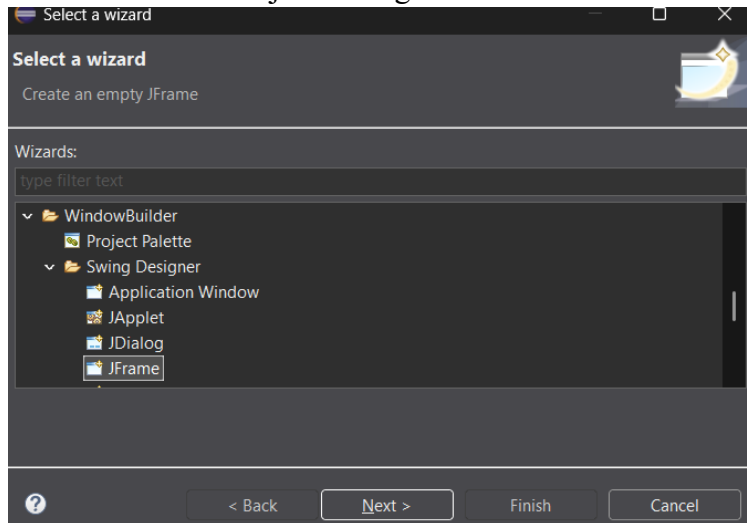 Select a wizard
Select a wizard
Create an empty JFrame
Wizards:
type filter text
WindowBuilder
Project Palette
Swing Designer
Application Window
JApplet
JDialog
JFrame
< Back Next > Finish Cancel